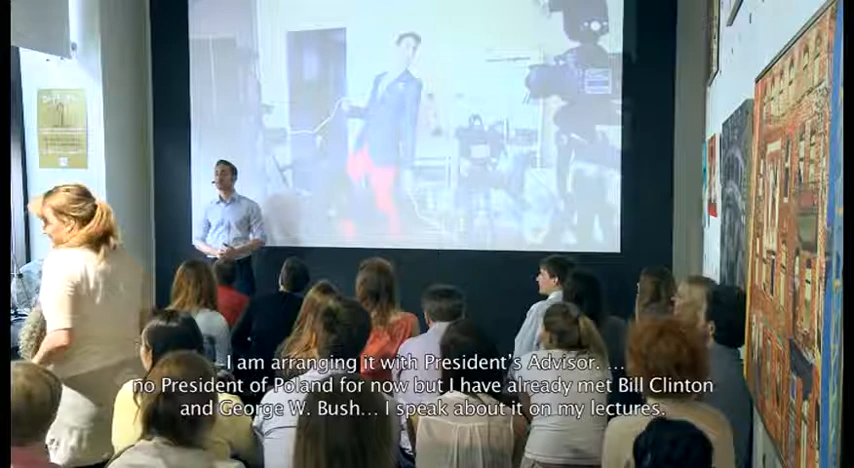 I am arranging it with President's Advisor. …
no President of Poland for now but I have already met Bill Clinton
and George W. Bush… I speak about it on my lectures.